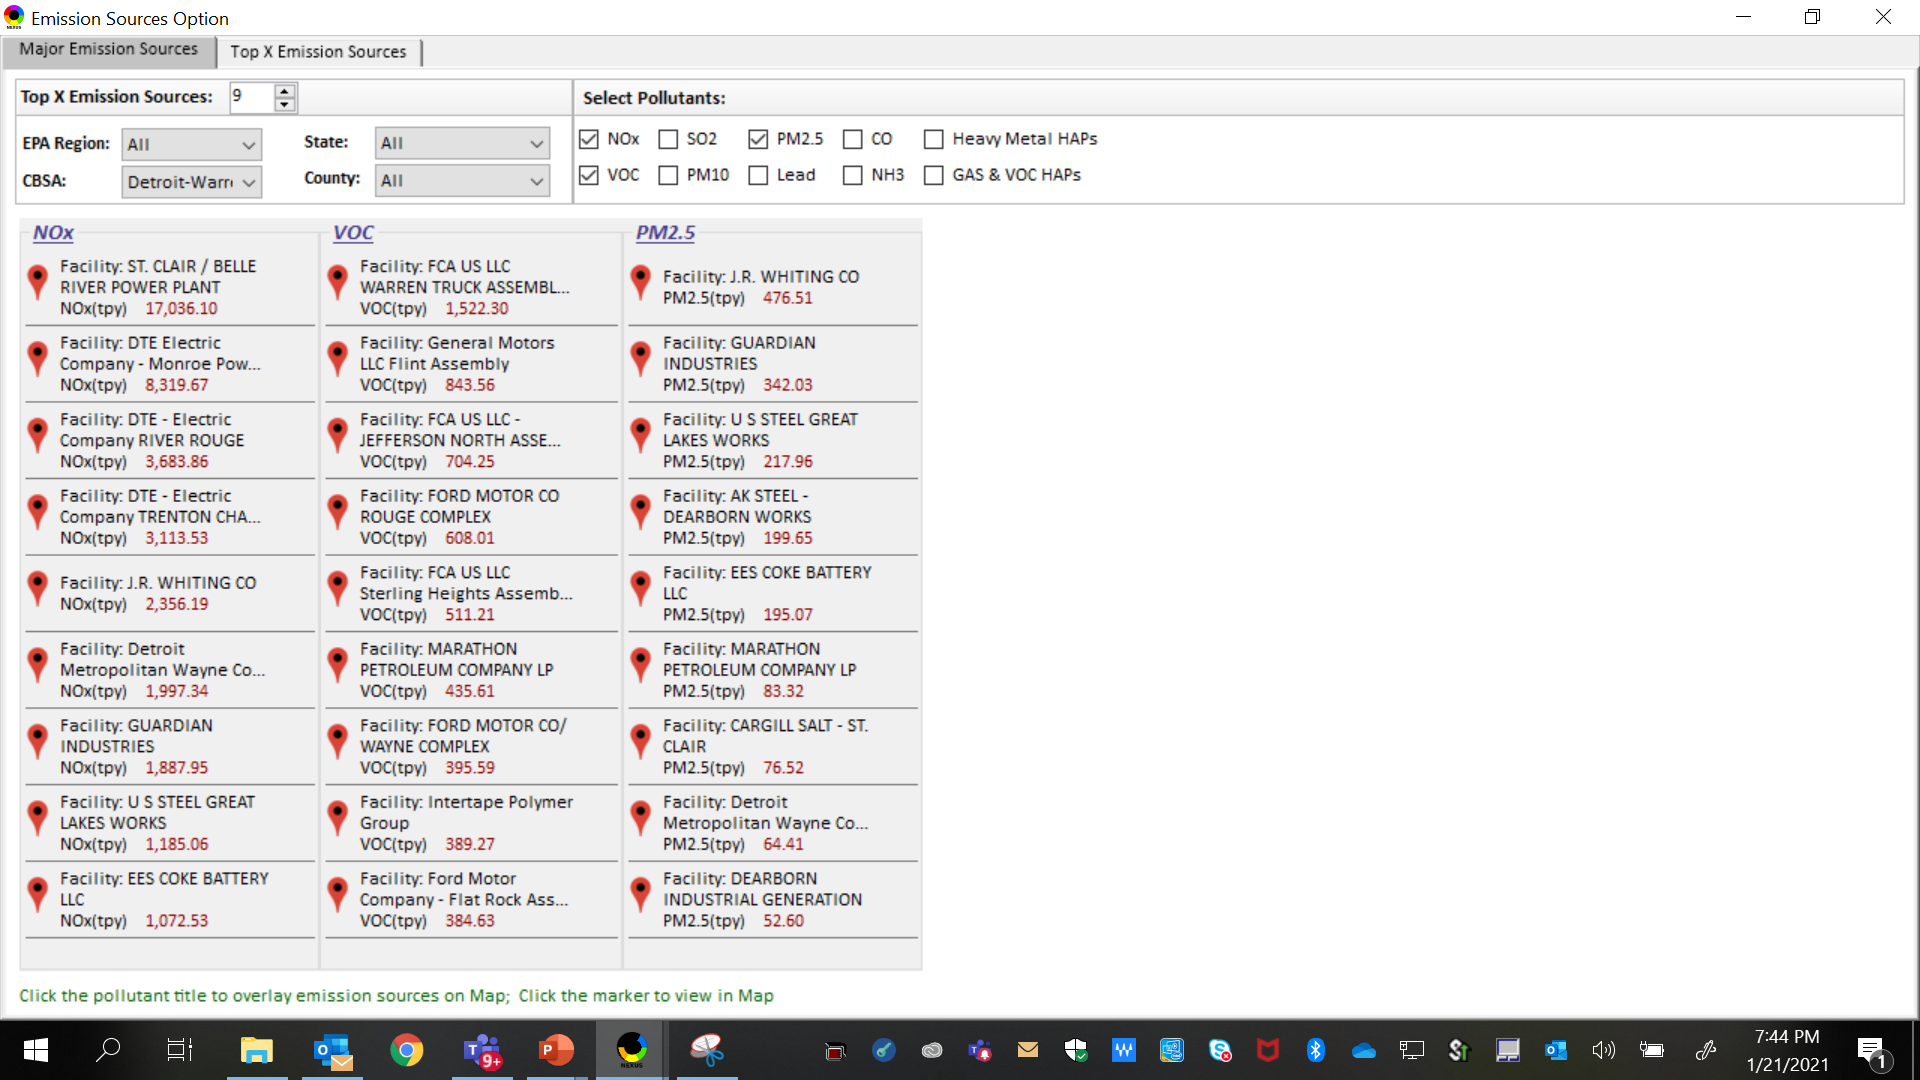 Emission Sources Option
Major Emission Sources
Top X Emission Sources
Top X Emission Sources: 9
Select Pollutants:
EPA Region: All
State: All
CBSA: Detroit-Warr
County: All
NOx SO2 PM2.5 CO Heavy Metal HAPs
VOC PM10 Lead NH3 GAS & VOC HAPs
NOx
Facility: ST. CLAIR / BELLE
RIVER POWER PLANT
NOx(tpy) 17,036.10
Facility: DTE Electric
Company - Monroe Pow...
NOx(tpy) 8,319.67
Facility: DTE - Electric
Company RIVER ROUGE
NOx(tpy) 3,683.86
Facility: DTE - Electric
Company TRENTON CHA...
NOx(tpy) 3,113.53
Facility: J.R. WHITING CO
NOx(tpy) 2,356.19
Facility: Detroit
Metropolitan Wayne Co...
NOx(tpy) 1,997.34
Facility: GUARDIAN
INDUSTRIES
NOx(tpy) 1,887.95
Facility: U S STEEL GREAT
LAKES WORKS
NOx(tpy) 1,185.06
Facility: EES COKE BATTERY
LLC
NOx(tpy) 1,072.53
VOC
Facility: FCA US LLC
WARREN TRUCK ASSEMBL...
VOC(tpy) 1,522.30
Facility: General Motors
LLC Flint Assembly
VOC(tpy) 843.56
Facility: FCA US LLC -
JEFFERSON NORTH ASSE...
VOC(tpy) 704.25
Facility: FORD MOTOR CO
ROUGE COMPLEX
VOC(tpy) 608.01
Facility: FCA US LLC
Sterling Heights Assemb...
VOC(tpy) 511.21
Facility: MARATHON
PETROLEUM COMPANY LP
VOC(tpy) 435.61
Facility: FORD MOTOR CO/
WAYNE COMPLEX
VOC(tpy) 395.59
Facility: Intertape Polymer
Group
VOC(tpy) 389.27
Facility: Ford Motor
Company - Flat Rock Ass...
VOC(tpy) 384.63
PM2.5
Facility: J.R. WHITING CO
PM2.5(tpy) 476.51
Facility: GUARDIAN
INDUSTRIES
PM2.5(tpy) 342.03
Facility: U S STEEL GREAT
LAKES WORKS
PM2.5(tpy) 217.96
Facility: AK STEEL -
DEARBORN WORKS
PM2.5(tpy) 199.65
Facility: EES COKE BATTERY
LLC
PM2.5(tpy) 195.07
Facility: MARATHON
PETROLEUM COMPANY LP
PM2.5(tpy) 83.32
Facility: CARGILL SALT - ST.
CLAIR
PM2.5(tpy) 76.52
Facility: Detroit
Metropolitan Wayne Co...
PM2.5(tpy) 64.41
Facility: DEARBORN
INDUSTRIAL GENERATION
PM2.5(tpy) 52.60
Click the pollutant title to overlay emission sources on Map; Click the marker to view in Map
9+
NEXUS
7:44 PM
1/21/2021
1